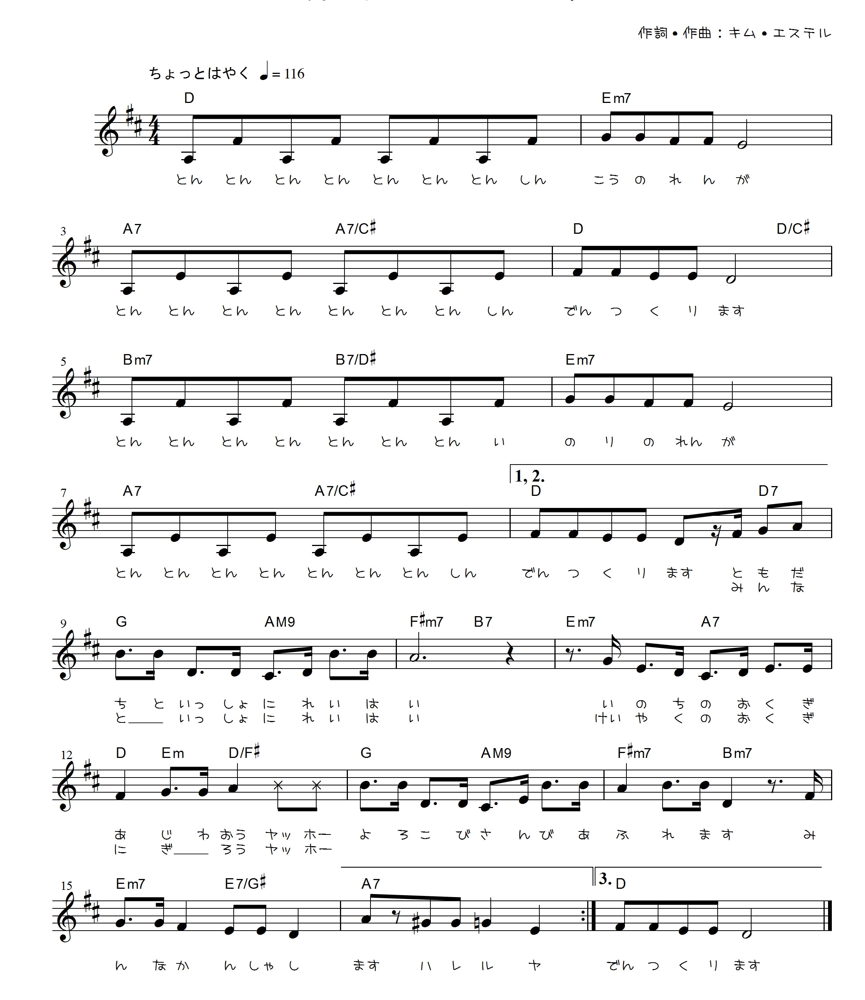 作詞・作曲：キム・エステル
ちょっとはやく ♩= 116
D Em7
とん とん とん とん とん とん とん しん こう の れ ん が
3 A7 A7/C♯ D D/C♯
とん とん とん とん とん とん とん しん でん つ く り ます
5 Bm7 B7/D♯ Em7
とん とん とん とん とん とん とん い の り の れん が
1, 2.
7 A7 A7/C♯ D D7
とん とん とん とん とん とん とん しん でん つ く り ます と も だ
み ん な
9 G AM9 F♯m7 B7 Em7 A7
ち と いっ しょ に れ い は い い の ち の お く ぎ
と いっ しょ に れ い は い けい や く の お く ぎ
12 D Em D/F♯ G AM9 F♯m7 Bm7
あ じ わ おう ヤッ ホー よ ろ こ び さ ん び あ ふ れ ま す み
に ぎ ろう ヤッ ホー
3.
15 Em7 E7/G♯ A7 D
ん な か ん しゃ し ます ハ レ ル ヤ でん つ く り ます